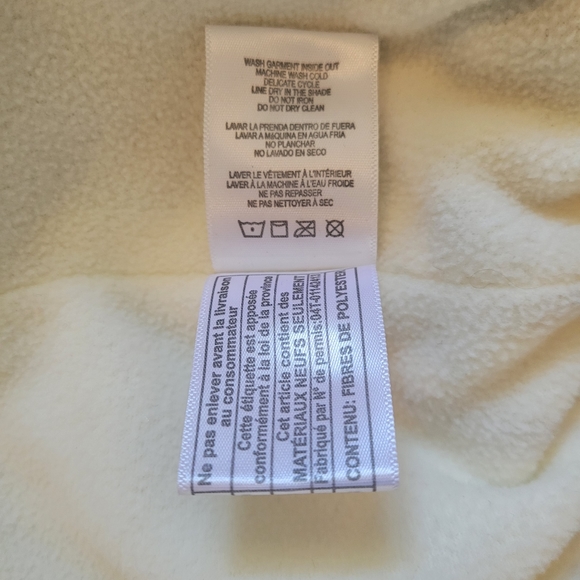 WASH GARMENT INSIDE OUT
MACHINE WASH COLD
DELICATE CYCLE
LINE DRY IN THE SHADE
DO NOT IRON
DO NOT DRY CLEAN
LAVAR LA PRENDA DENTRO DE FUERA
LAVAR A MáQUINA EN AGUA FRIA
NO PLANCHAR
NO LAVADO EN SECO
LAVER LE VÊTEMENT À L'INTÉRIEUR
LAVER À LA MACHINE À L'EAU FROIDE
NE PAS REPASSER
NE PAS NETTOYER À SEC
Ne pas enlever avant la livraison
au consommateur
Cette étiquette est apposée
conformément à la loi de la province
Cet article contient des
MATÉRIAUX NEUFS SEULEMENT
Fabriqué par N° de permis:
CONTENU: FIBRES DE POLYESTER